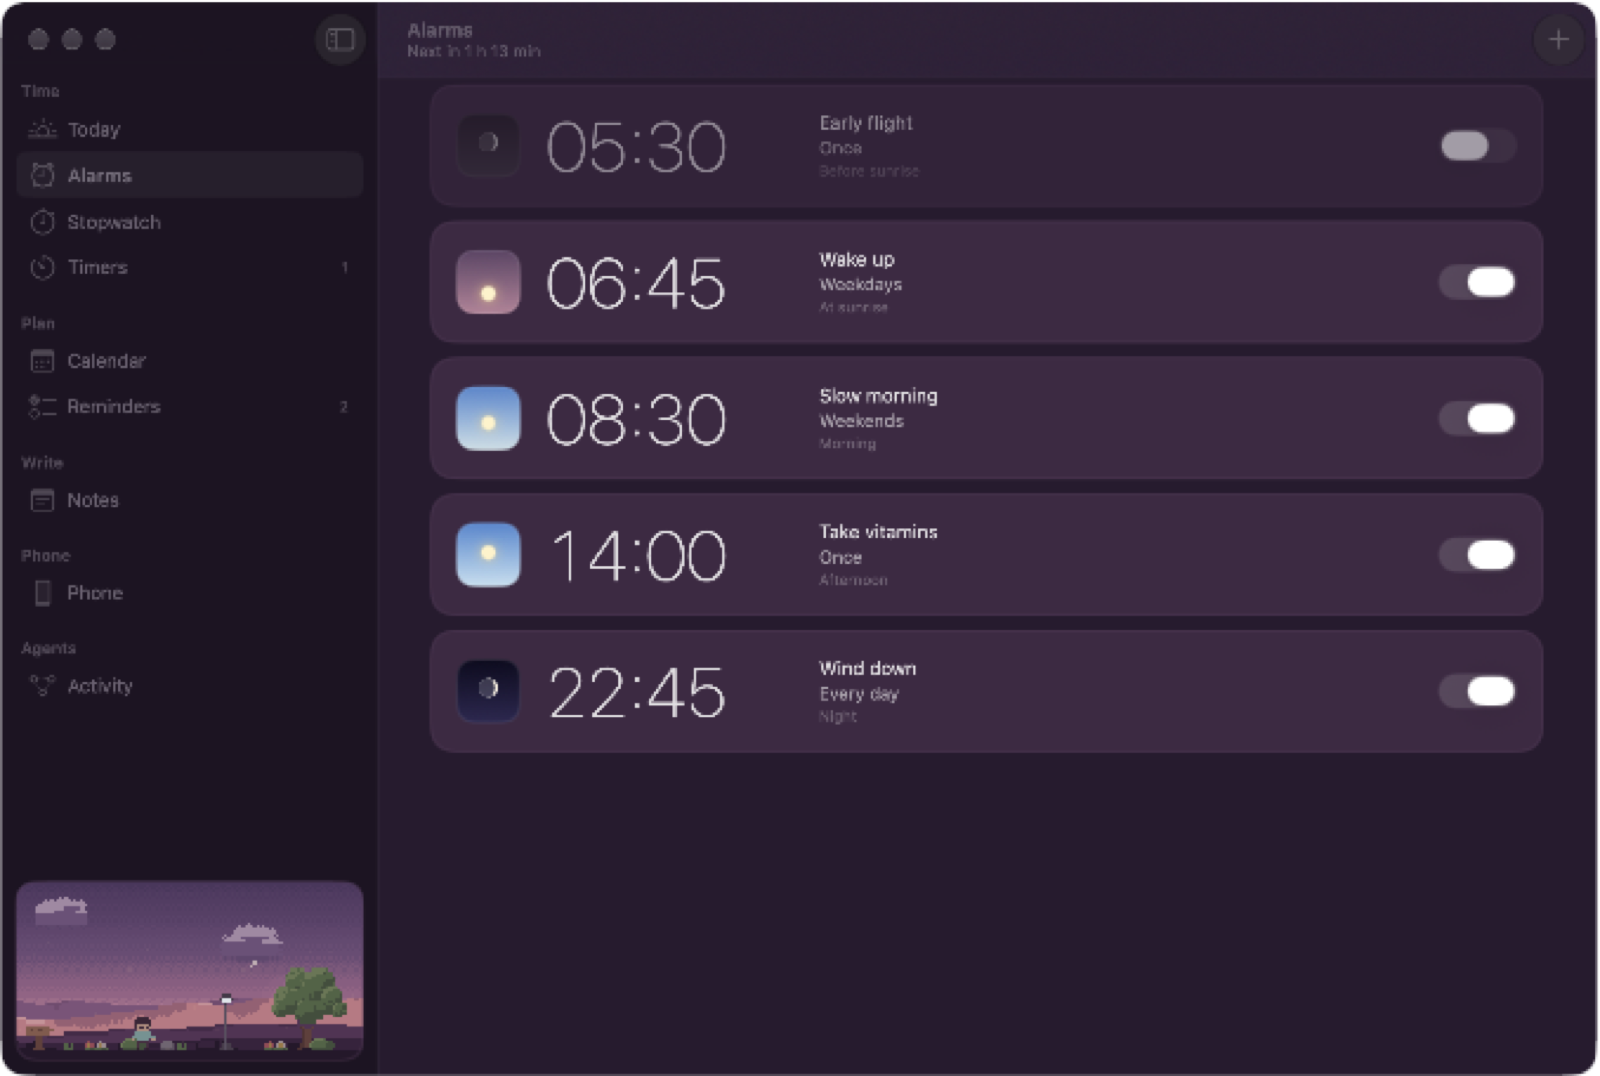 Alarms
Next in 1 h 13 min
Time
Today
Alarms
Stopwatch
Timers 1
Plan
Calendar
Reminders 2
Write
Notes
Phone
Phone
Agents
Activity
05:30
Early flight
Once
Before sunrise
06:45
Wake up
Weekdays
At sunrise
08:30
Slow morning
Weekends
Morning
14:00
Take vitamins
Once
Afternoon
22:45
Wind down
Every day
Night